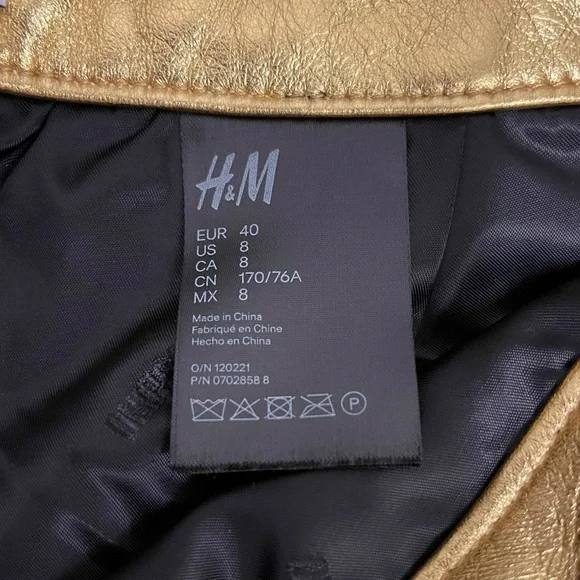 H&M
EUR 40
US 8
CA 8
CN 170/76A
MX 8
Made in China
Fabriqué en Chine
Hecho en China
O/N 120221
P/N 0702858 8
P